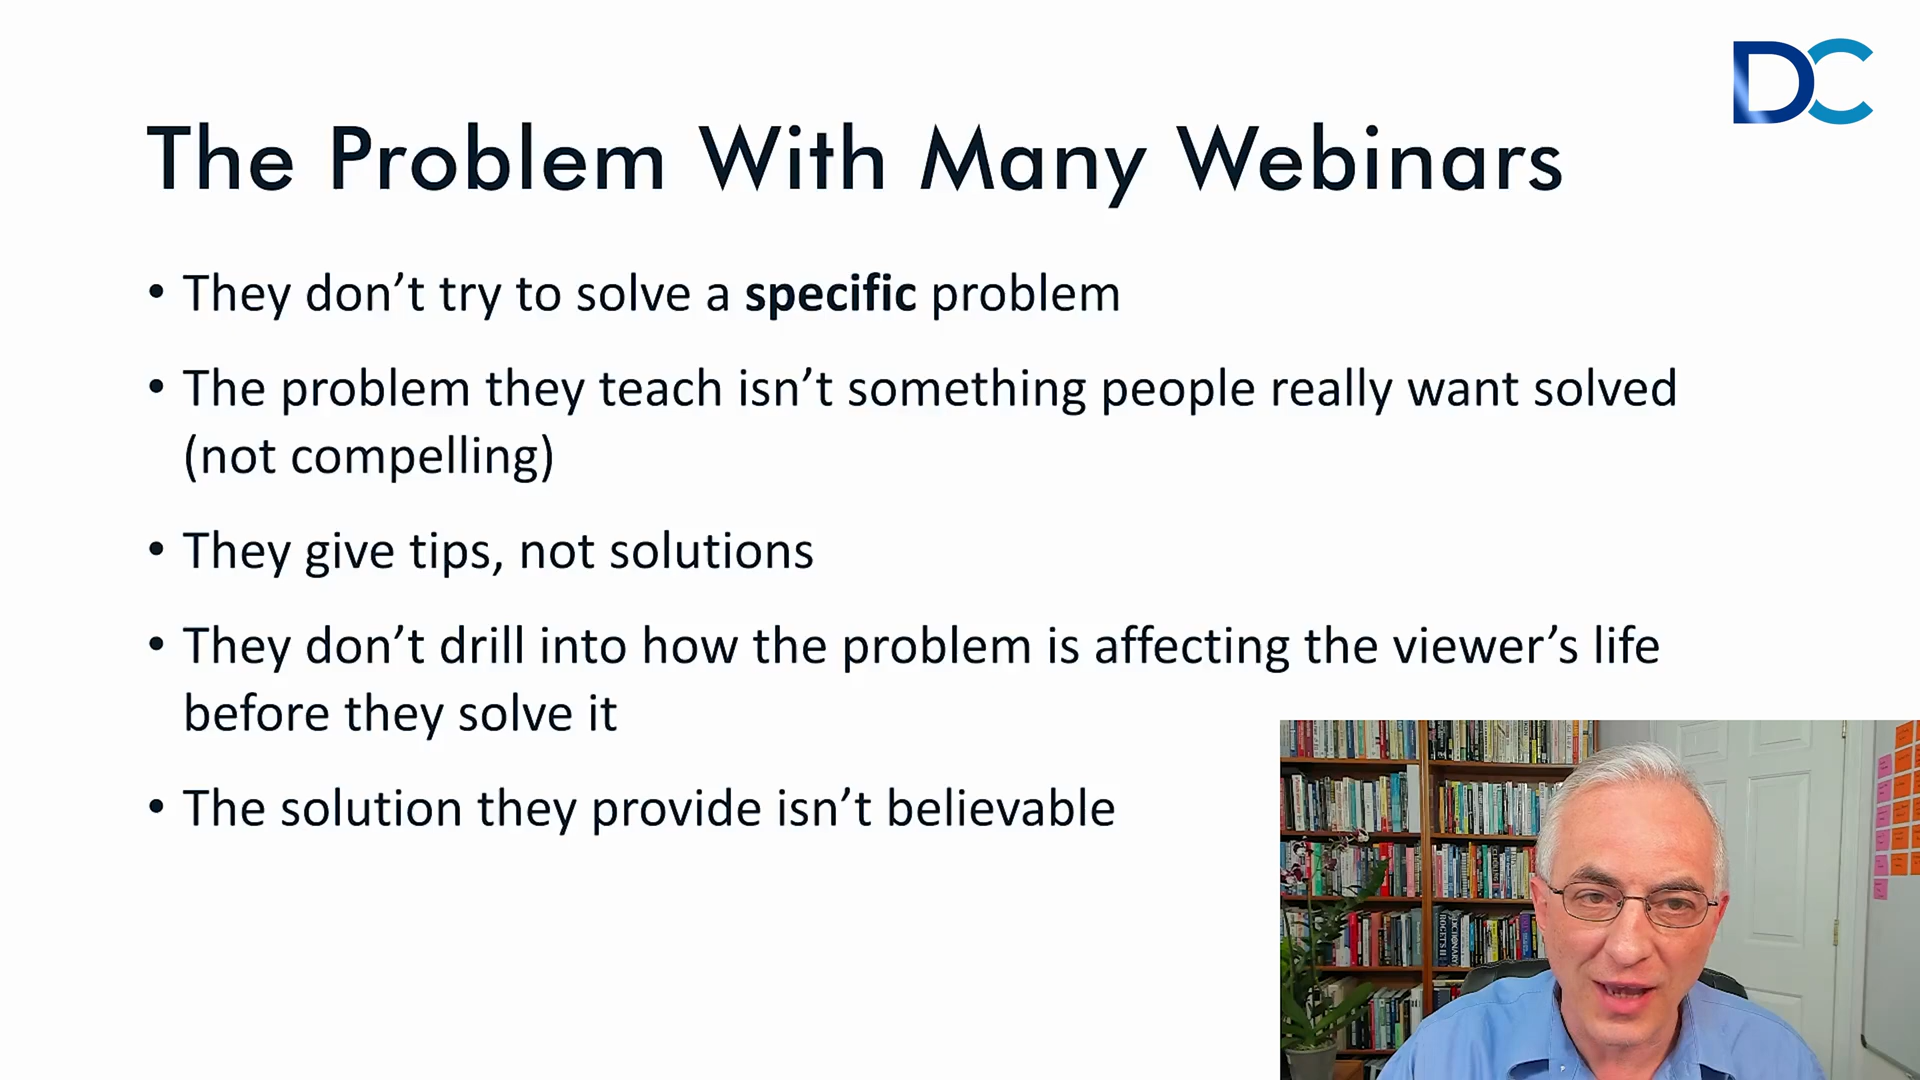 DC
The Problem With Many Webinars
• They don’t try to solve a specific problem
• The problem they teach isn’t something people really want solved
(not compelling)
• They give tips, not solutions
• They don’t drill into how the problem is affecting the viewer’s life
before they solve it
• The solution they provide isn’t believable